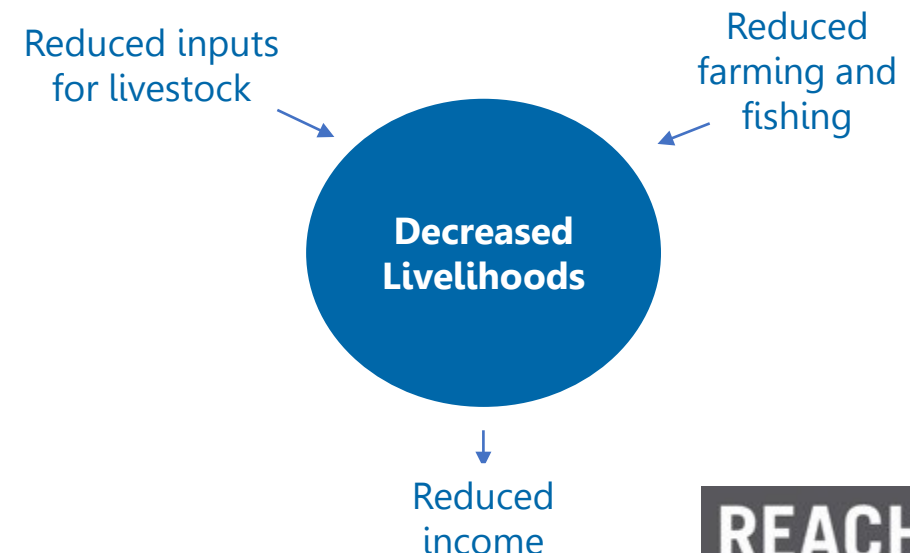 Reduced inputs
for livestock
Reduced
farming and
fishing
Decreased
Livelihoods
Reduced
income
REACH